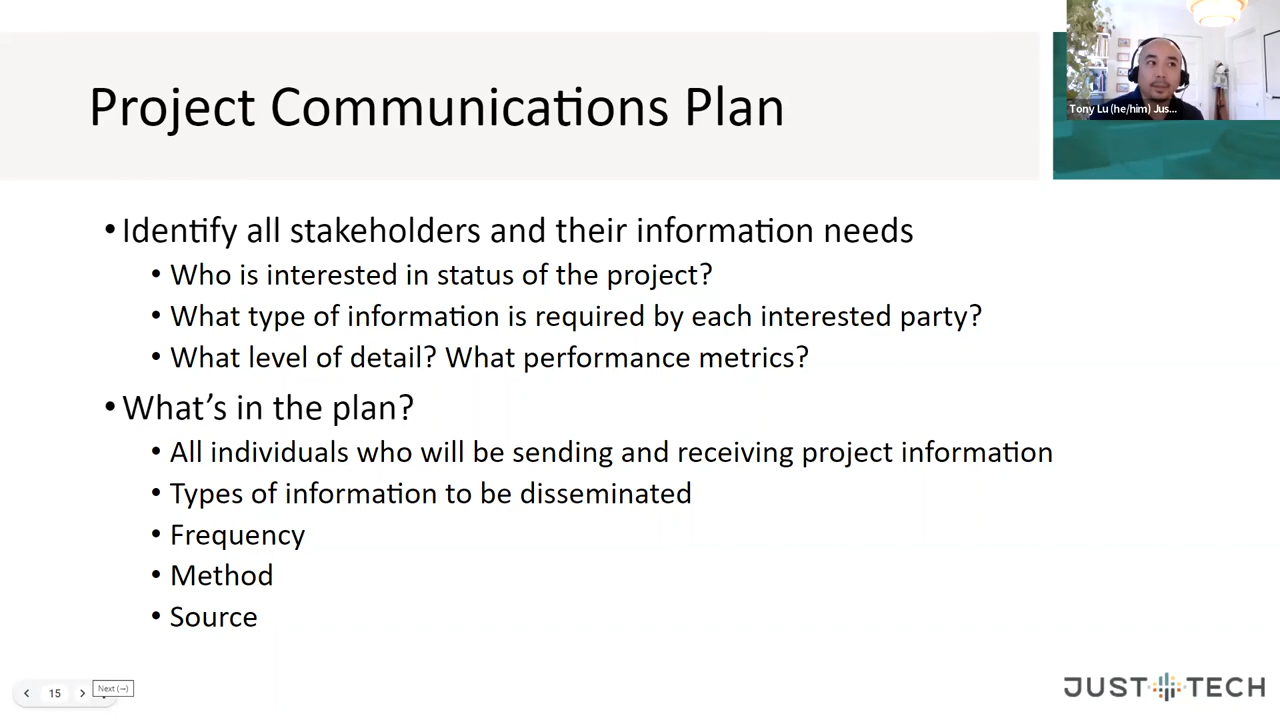 Project Communications Plan
Tony Lu (he/him) Jus...
• Identify all stakeholders and their information needs
• Who is interested in status of the project?
• What type of information is required by each interested party?
• What level of detail? What performance metrics?
• What’s in the plan?
• All individuals who will be sending and receiving project information
• Types of information to be disseminated
• Frequency
• Method
• Source
15
Next (→)
JUST TECH